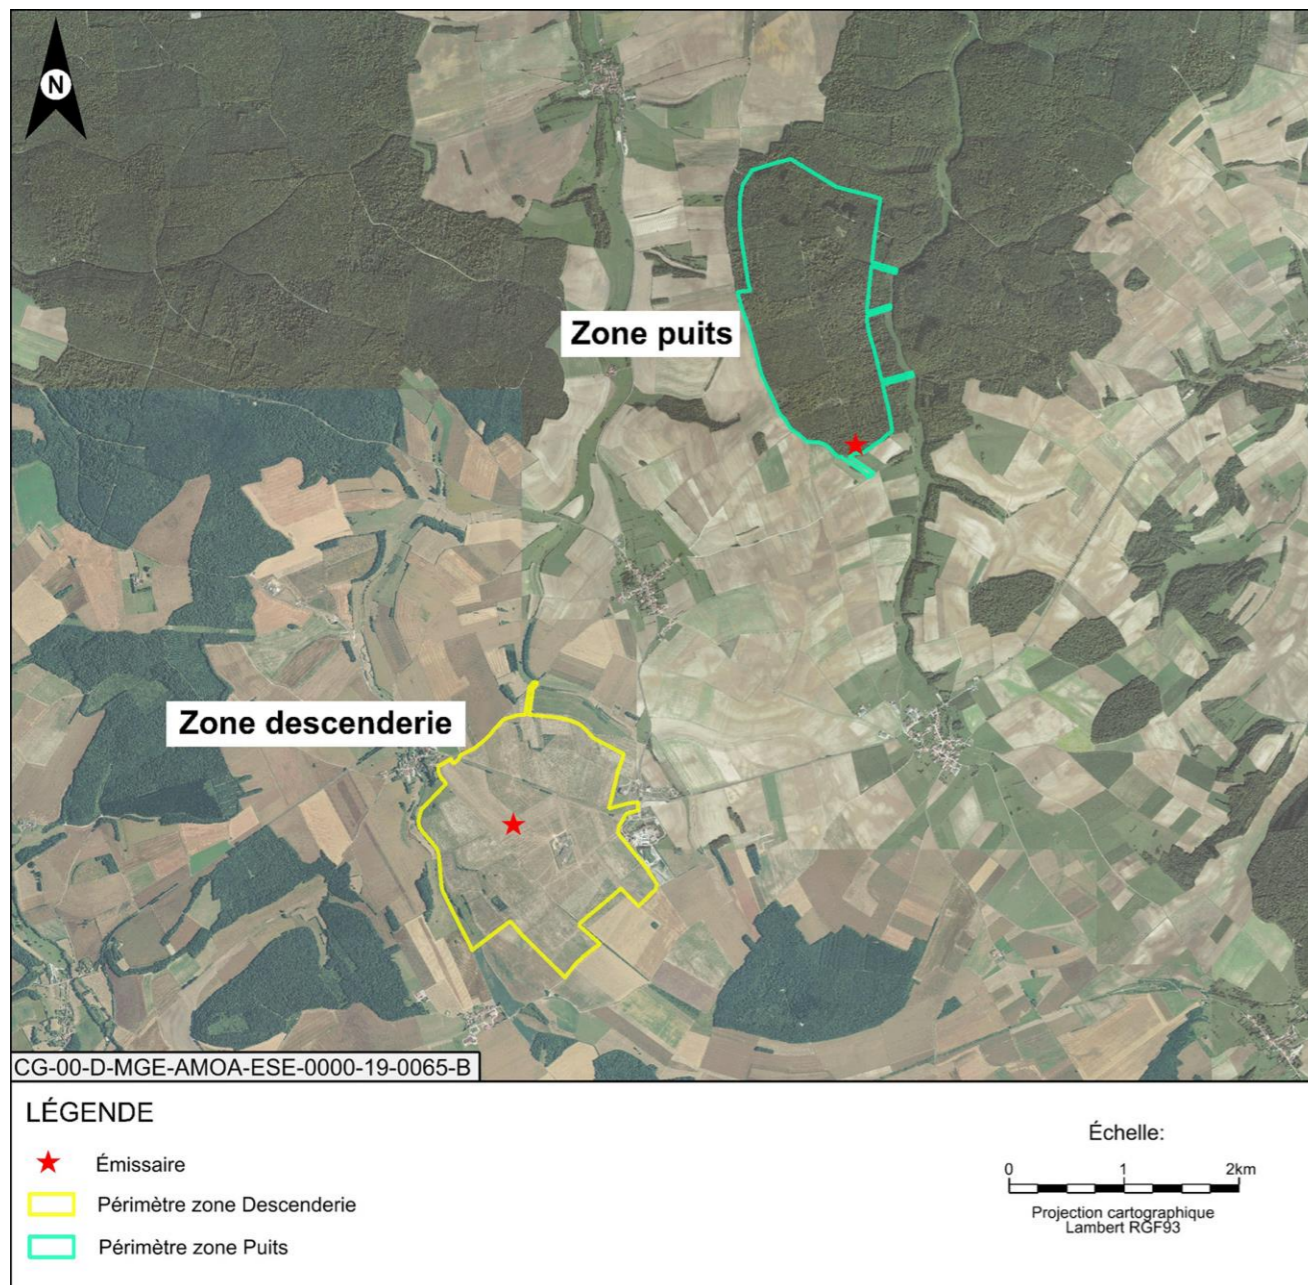 N
Zone puits
Zone descenderie
CG-00-D-MGE-AMOA-ESE-0000-19-0065-B
LÉGENDE
Émissaire
Périmètre zone Descenderie
Périmètre zone Puits
Échelle:
0 1 2km
Projection cartographique
Lambert RGF93